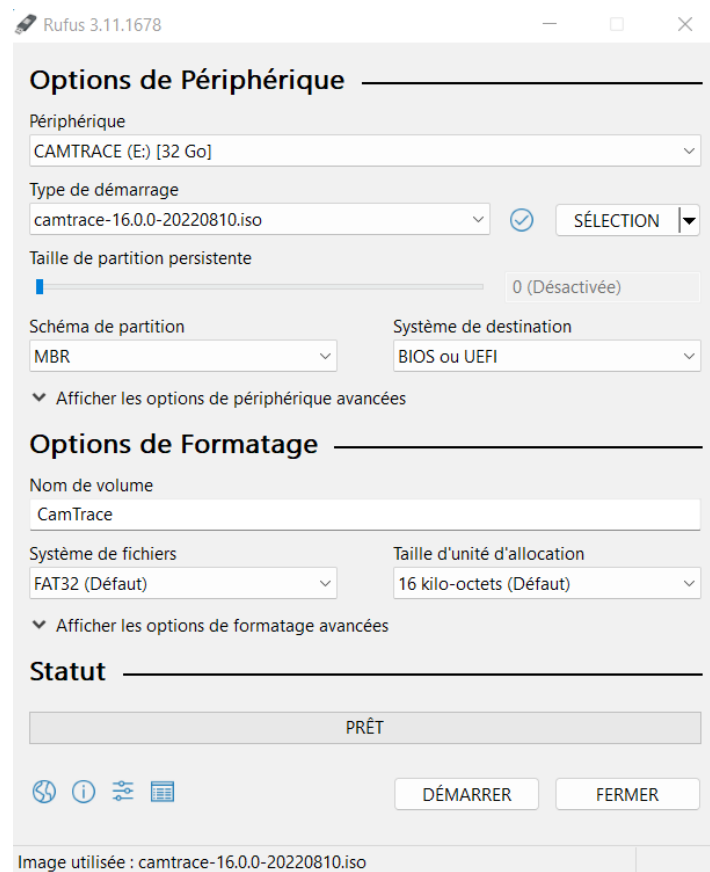 Rufus 3.11.1678
Options de Périphérique
Périphérique
CAMTRACE (E:) [32 Go]
Type de démarrage
camtrace-16.0.0-20220810.iso
SÉLECTION
Taille de partition persistente
0 (Désactivée)
Schéma de partition
Système de destination
MBR
BIOS ou UEFI
Afficher les options de périphérique avancées
Options de Formatage
Nom de volume
CamTrace
Système de fichiers
Taille d'unité d'allocation
FAT32 (Défaut)
16 kilo-octets (Défaut)
Afficher les options de formatage avancées
Statut
PRÊT
DÉMARRER
FERMER
Image utilisée : camtrace-16.0.0-20220810.iso